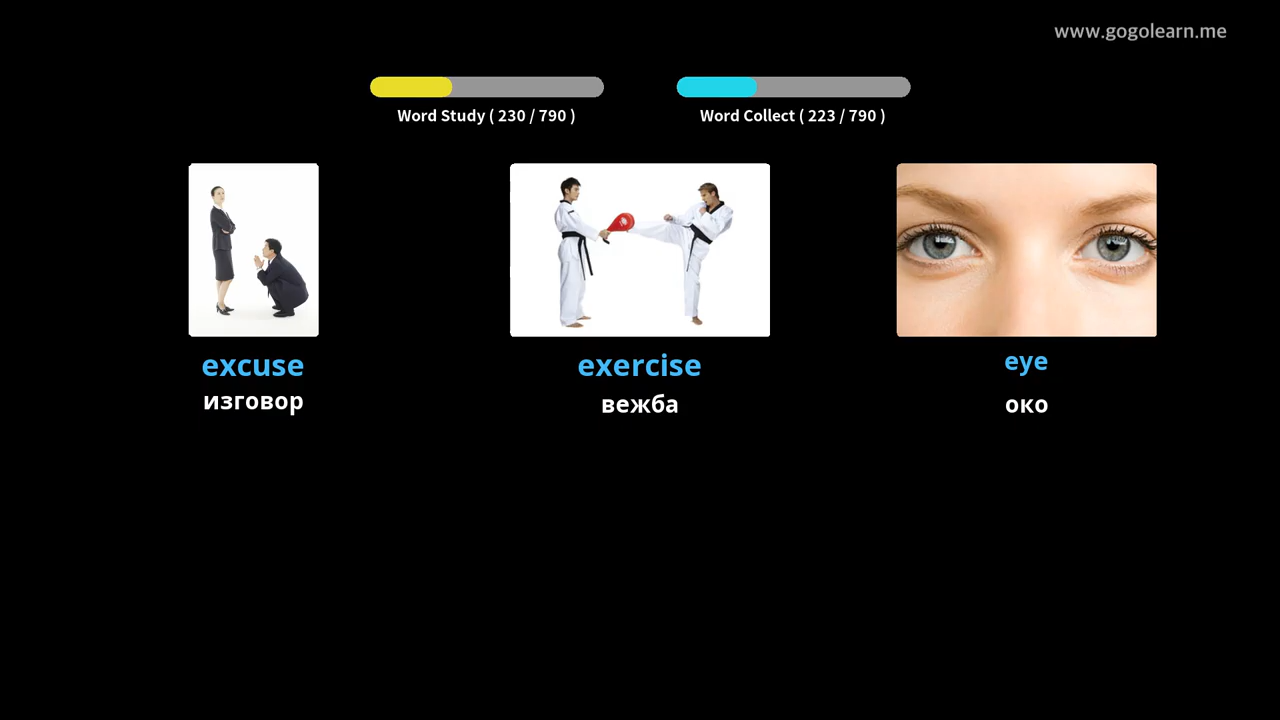 www.gogolearn.me
Word Study ( 230 / 790 )
Word Collect ( 223 / 790 )
excuse
изговор
exercise
вежба
eye
око